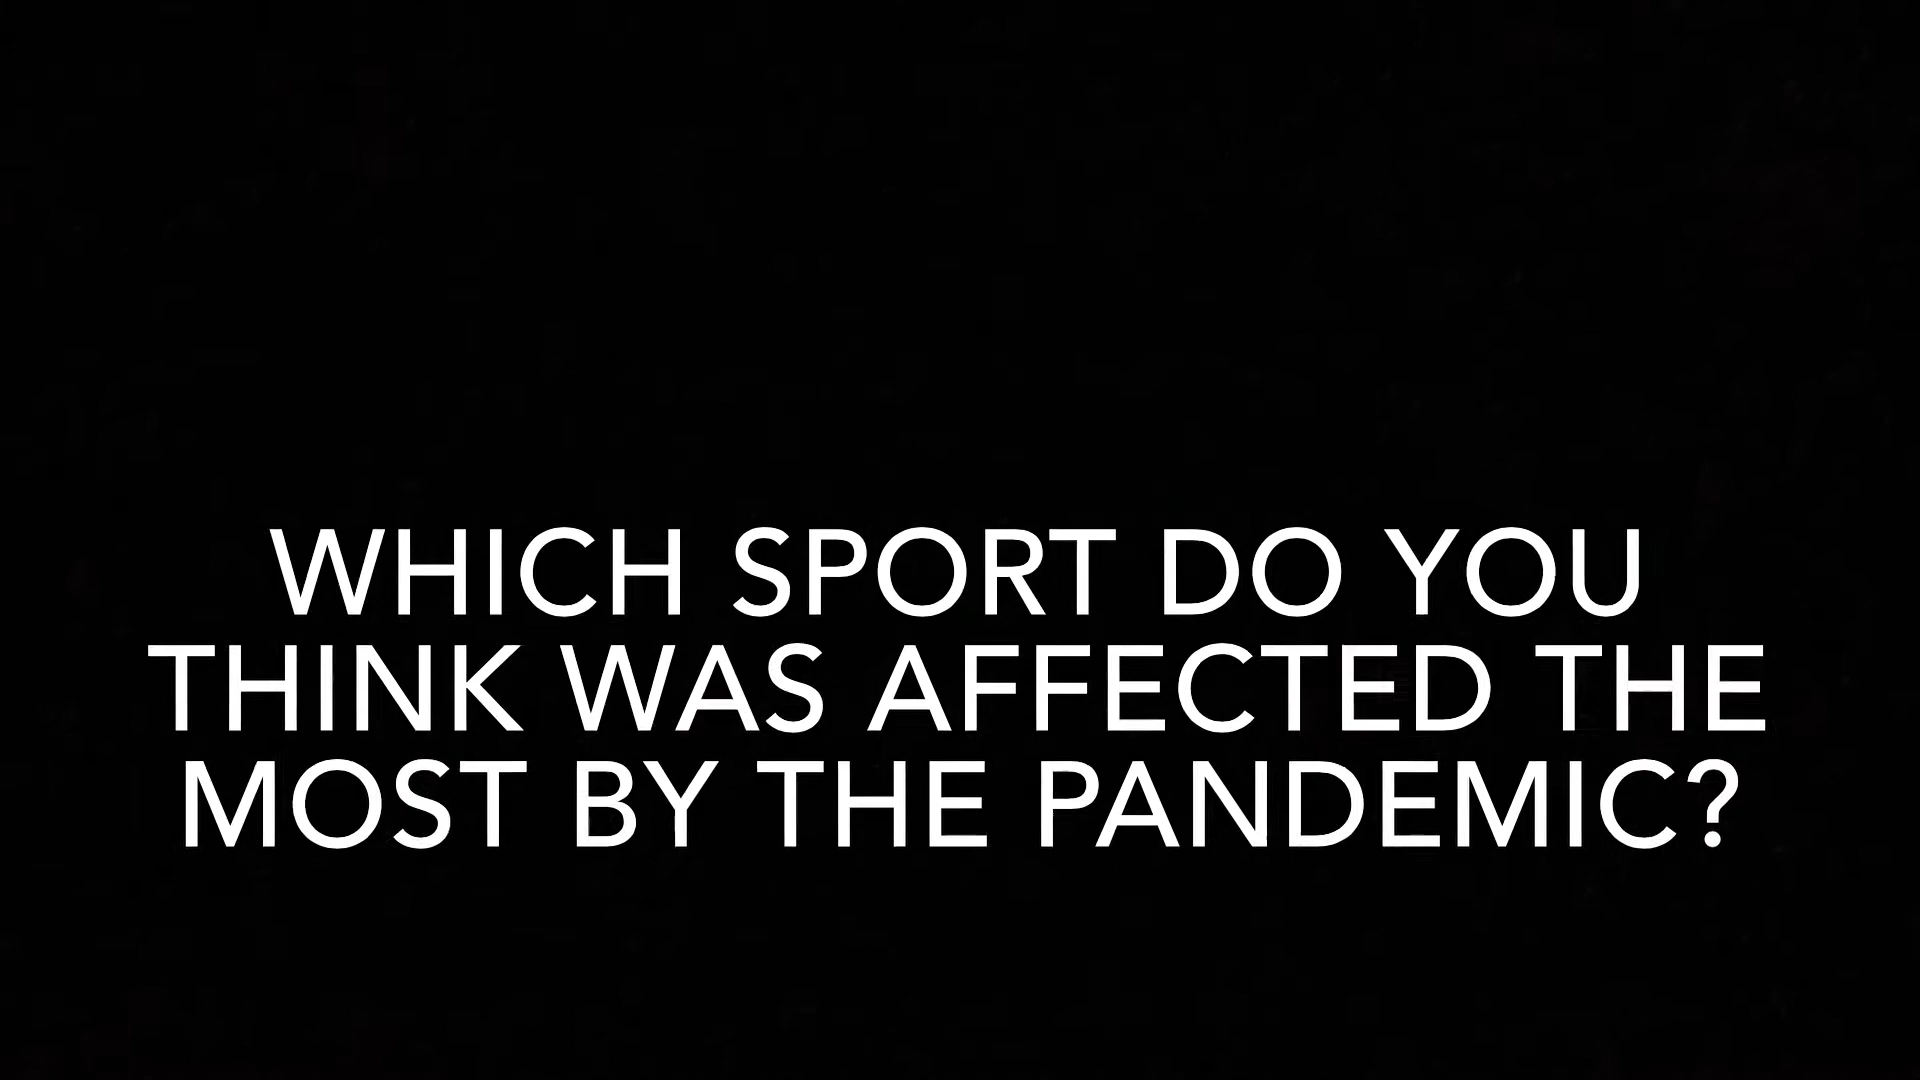 WHICH SPORT DO YOU
THINK WAS AFFECTED THE
MOST BY THE PANDEMIC?